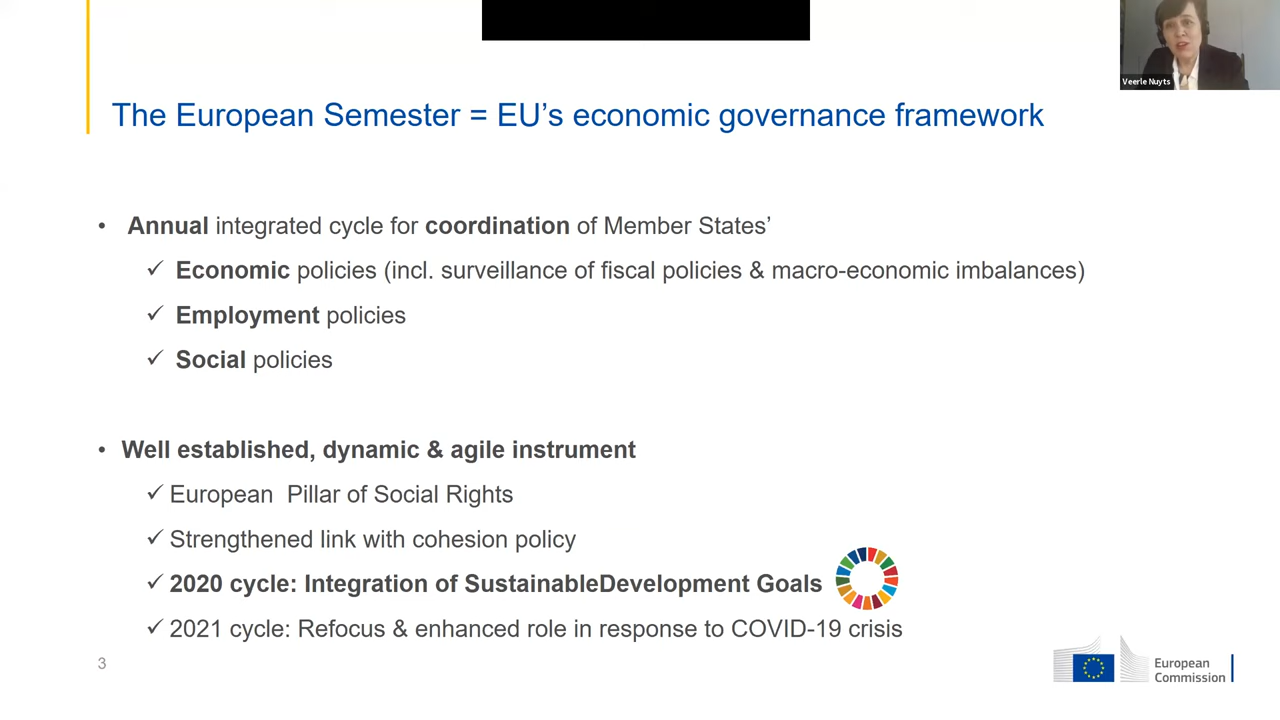 Veerle Nuyts
The European Semester = EU’s economic governance framework
• Annual integrated cycle for coordination of Member States’
✓ Economic policies (incl. surveillance of fiscal policies & macro-economic imbalances)
✓ Employment policies
✓ Social policies
• Well established, dynamic & agile instrument
✓ European  Pillar of Social Rights
✓ Strengthened link with cohesion policy
✓ 2020 cycle: Integration of SustainableDevelopment Goals
✓ 2021 cycle: Refocus & enhanced role in response to COVID-19 crisis
3
European
Commission